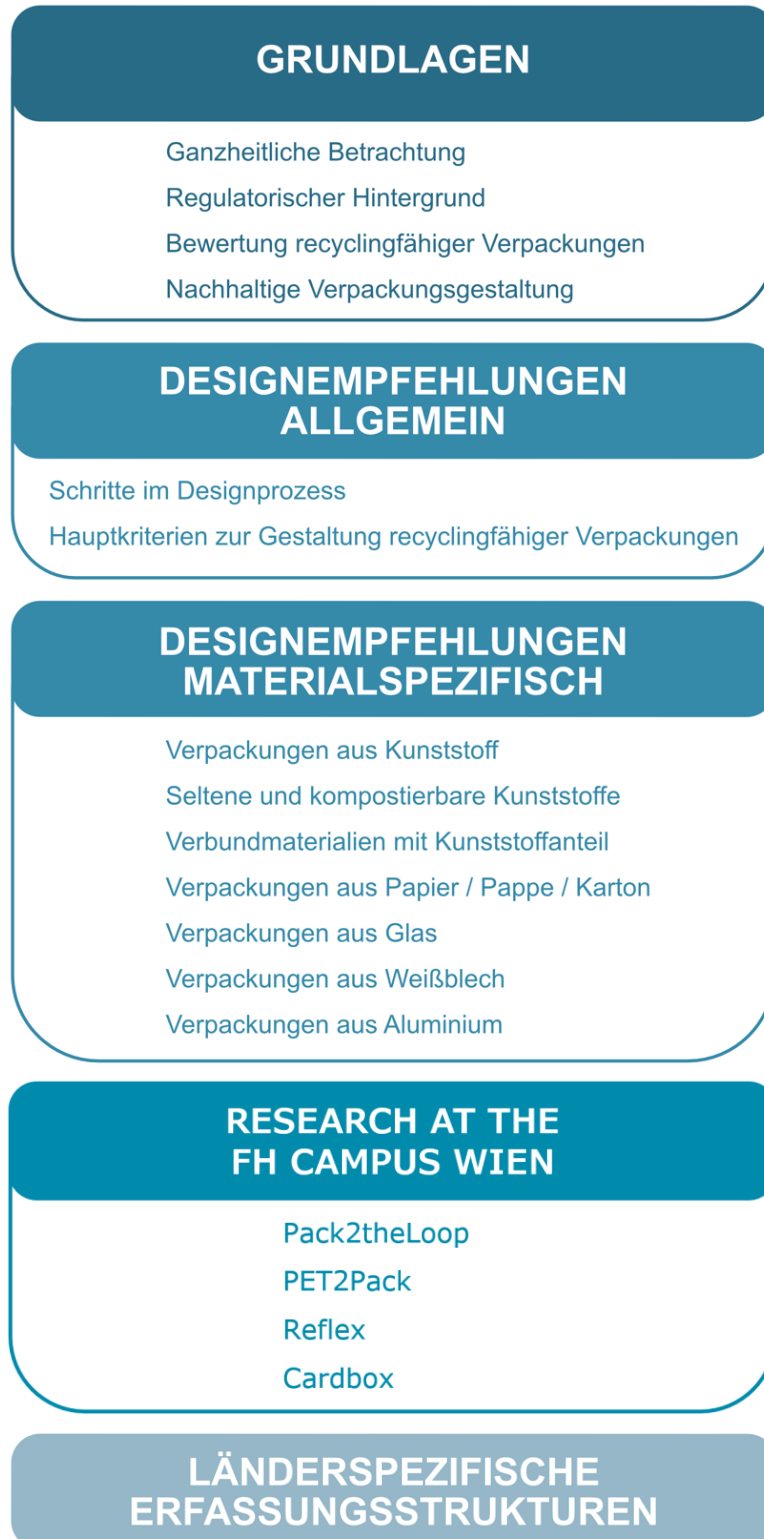 GRUNDLAGEN
Ganzheitliche Betrachtung
Regulatorischer Hintergrund
Bewertung recyclingfähiger Verpackungen
Nachhaltige Verpackungsgestaltung
DESIGNEMPFEHLUNGEN
ALLGEMEIN
Schritte im Designprozess
Hauptkriterien zur Gestaltung recyclingfähiger Verpackungen
DESIGNEMPFEHLUNGEN
MATERIALSPEZIFISCH
Verpackungen aus Kunststoff
Seltene und kompostierbare Kunststoffe
Verbundmaterialien mit Kunststoffanteil
Verpackungen aus Papier / Pappe / Karton
Verpackungen aus Glas
Verpackungen aus Weißblech
Verpackungen aus Aluminium
RESEARCH AT THE
FH CAMPUS WIEN
Pack2theLoop
PET2Pack
Reflex
Cardbox
LÄNDERSPEZIFISCHE
ERFASSUNGSSTRUKTUREN